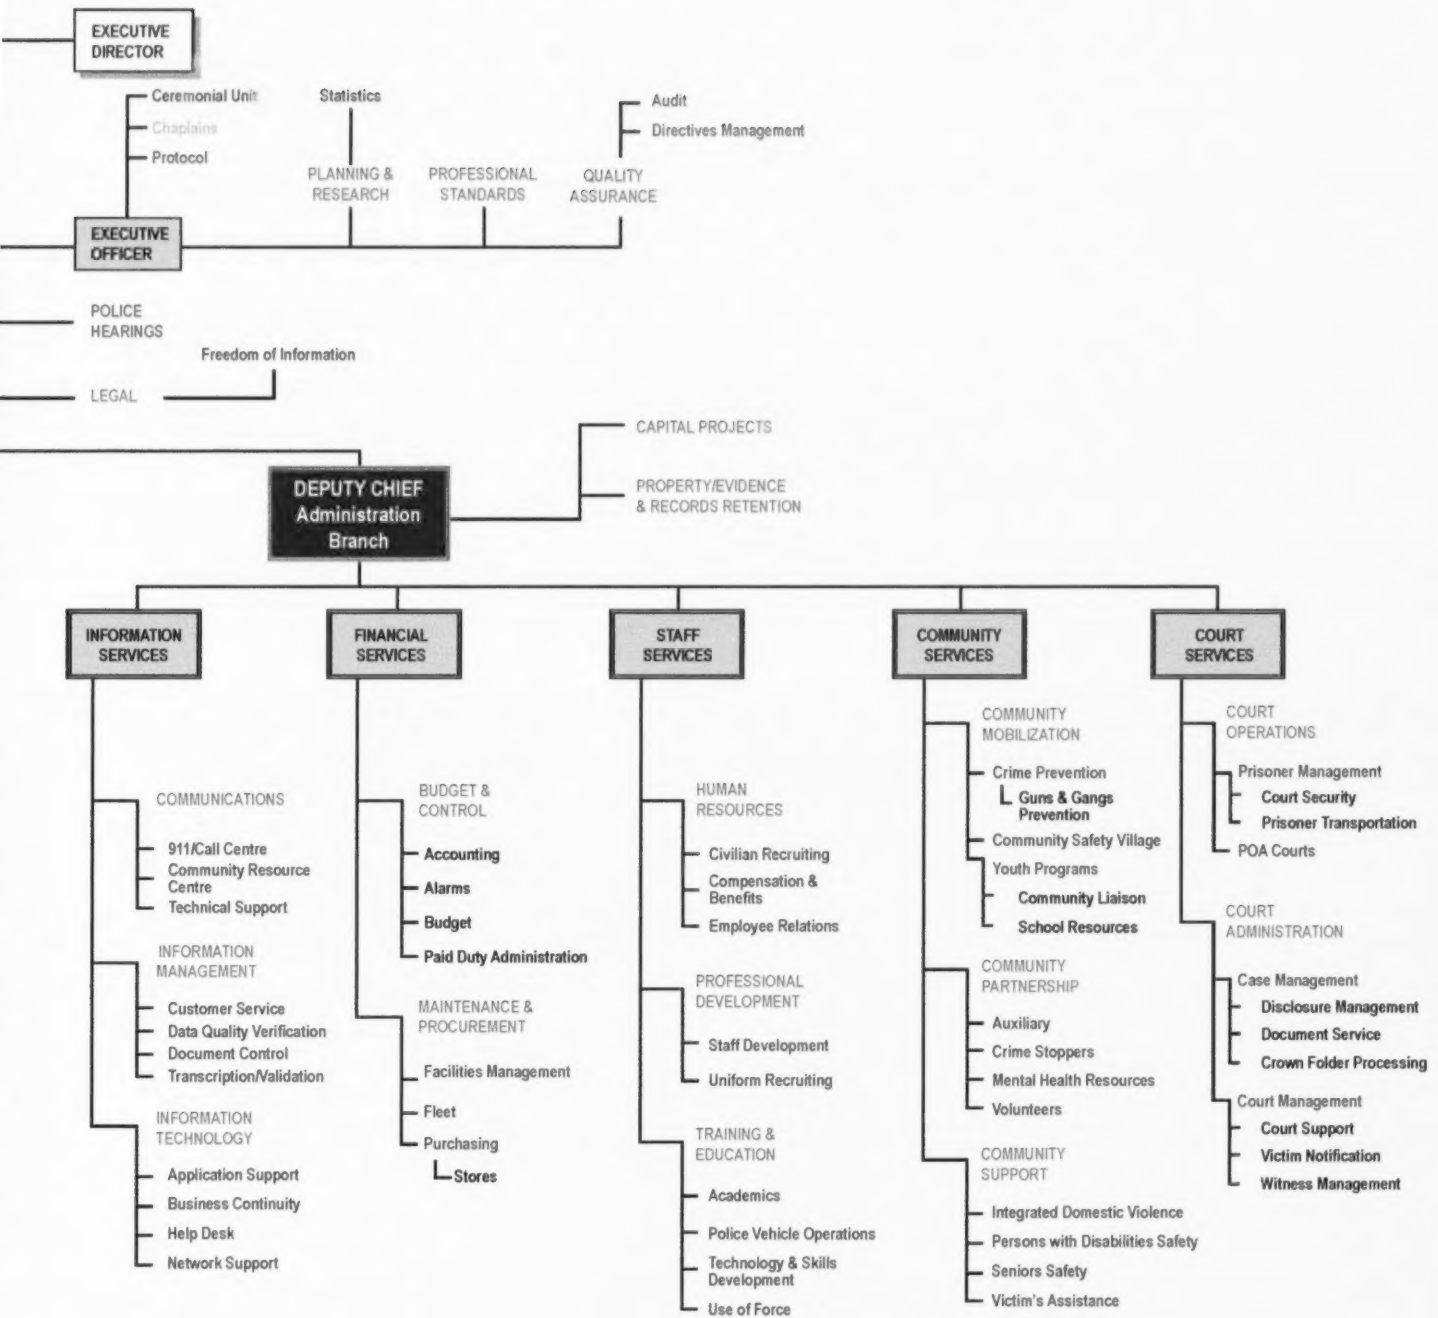 EXECUTIVE
DIRECTOR
Ceremonial Unit
Chaplains
Protocol
Statistics
Audit
Directives Management
PLANNING &
RESEARCH
PROFESSIONAL
STANDARDS
QUALITY
ASSURANCE
EXECUTIVE
OFFICER
POLICE
HEARINGS
Freedom of Information
LEGAL
CAPITAL PROJECTS
PROPERTY/EVIDENCE
& RECORDS RETENTION
DEPUTY CHIEF
Administration
Branch
INFORMATION
SERVICES
COMMUNICATIONS
911/Call Centre
Community Resource
Centre
Technical Support
INFORMATION
MANAGEMENT
Customer Service
Data Quality Verification
Document Control
Transcription/Validation
INFORMATION
TECHNOLOGY
Application Support
Business Continuity
Help Desk
Network Support
FINANCIAL
SERVICES
BUDGET &
CONTROL
Accounting
Alarms
Budget
Paid Duty Administration
MAINTENANCE &
PROCUREMENT
Facilities Management
Fleet
Purchasing
Stores
STAFF
SERVICES
HUMAN
RESOURCES
Civilian Recruiting
Compensation &
Benefits
Employee Relations
PROFESSIONAL
DEVELOPMENT
Staff Development
Uniform Recruiting
TRAINING &
EDUCATION
Academics
Police Vehicle Operations
Technology & Skills
Development
Use of Force
COMMUNITY
SERVICES
COMMUNITY
MOBILIZATION
Crime Prevention
Guns & Gangs
Prevention
Community Safety Village
Youth Programs
Community Liaison
School Resources
COMMUNITY
PARTNERSHIP
Auxiliary
Crime Stoppers
Mental Health Resources
Volunteers
COMMUNITY
SUPPORT
Integrated Domestic Violence
Persons with Disabilities Safety
Seniors Safety
Victim's Assistance
COURT
SERVICES
COURT
OPERATIONS
Prisoner Management
Court Security
Prisoner Transportation
POA Courts
COURT
ADMINISTRATION
Case Management
Disclosure Management
Document Service
Crown Folder Processing
Court Management
Court Support
Victim Notification
Witness Management